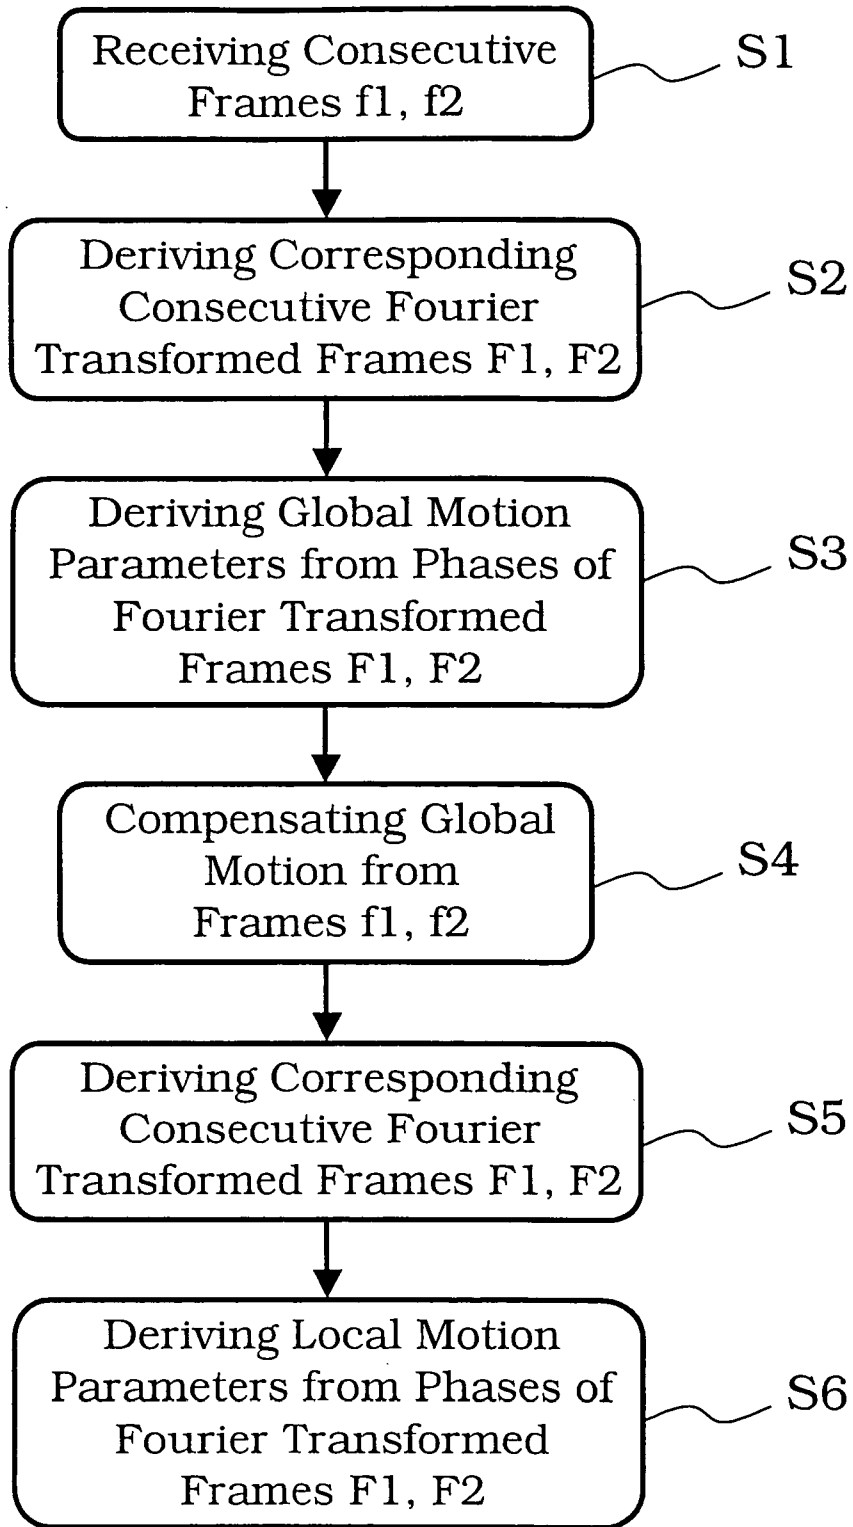 Receiving Consecutive
Frames f1, f2
S1
Deriving Corresponding
Consecutive Fourier
Transformed Frames F1, F2
S2
Deriving Global Motion
Parameters from Phases of
Fourier Transformed
Frames F1, F2
S3
Compensating Global
Motion from
Frames f1, f2
S4
Deriving Corresponding
Consecutive Fourier
Transformed Frames F1, F2
S5
Deriving Local Motion
Parameters from Phases of
Fourier Transformed
Frames F1, F2
S6